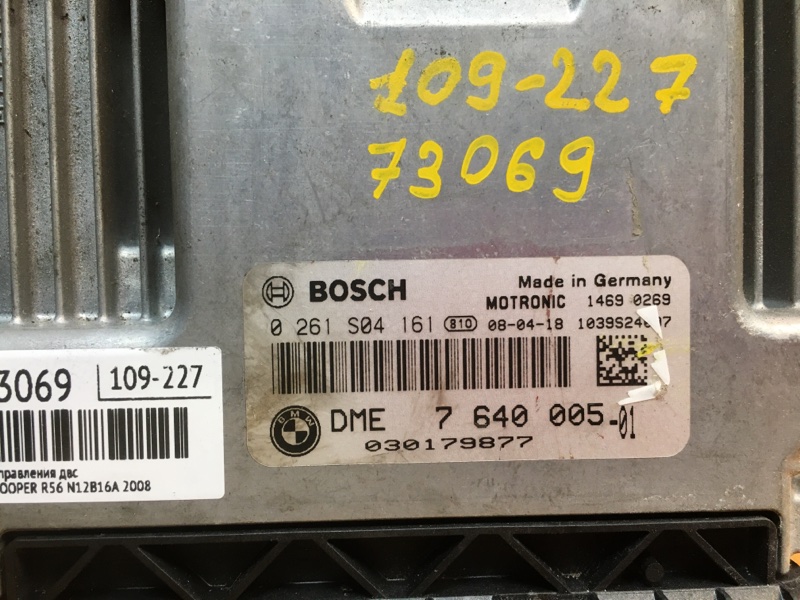 109-227
73069
BOSCH
Made in Germany
MOTRONIC 1469 0269
0 261 S04 161 810 08-04-18
BMW
DME 7 640 005-01
030179877
3069 109-227
правления двс
OOPER R56 N12B16A 2008